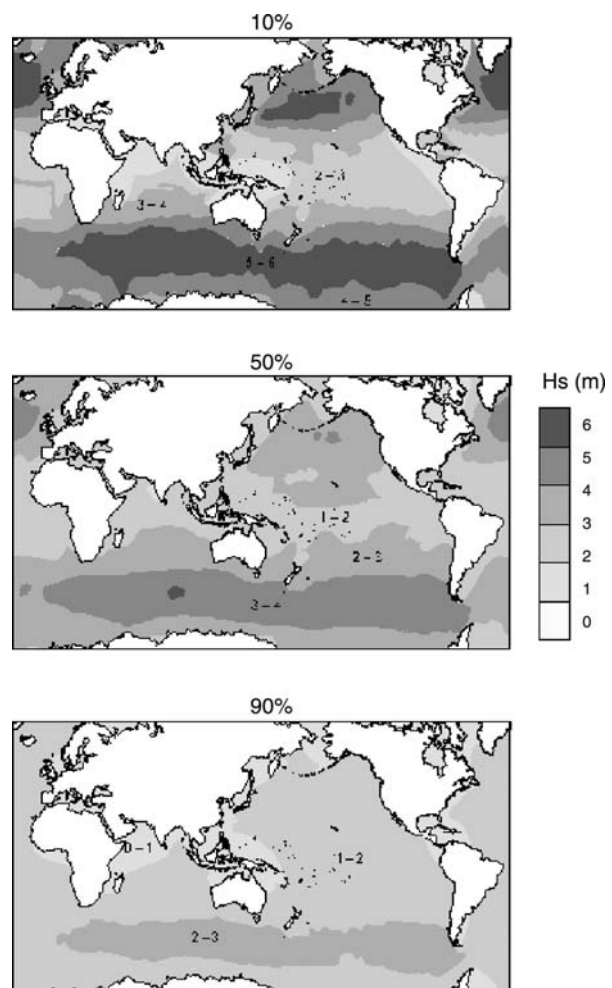 10%
2 – 3
3 – 4
5 – 6
4 – 5
50%
Hs (m)
6
5
4
3
2
1
0
1 – 2
2 – 3
3 – 4
90%
0 – 1
1 – 2
2 – 3